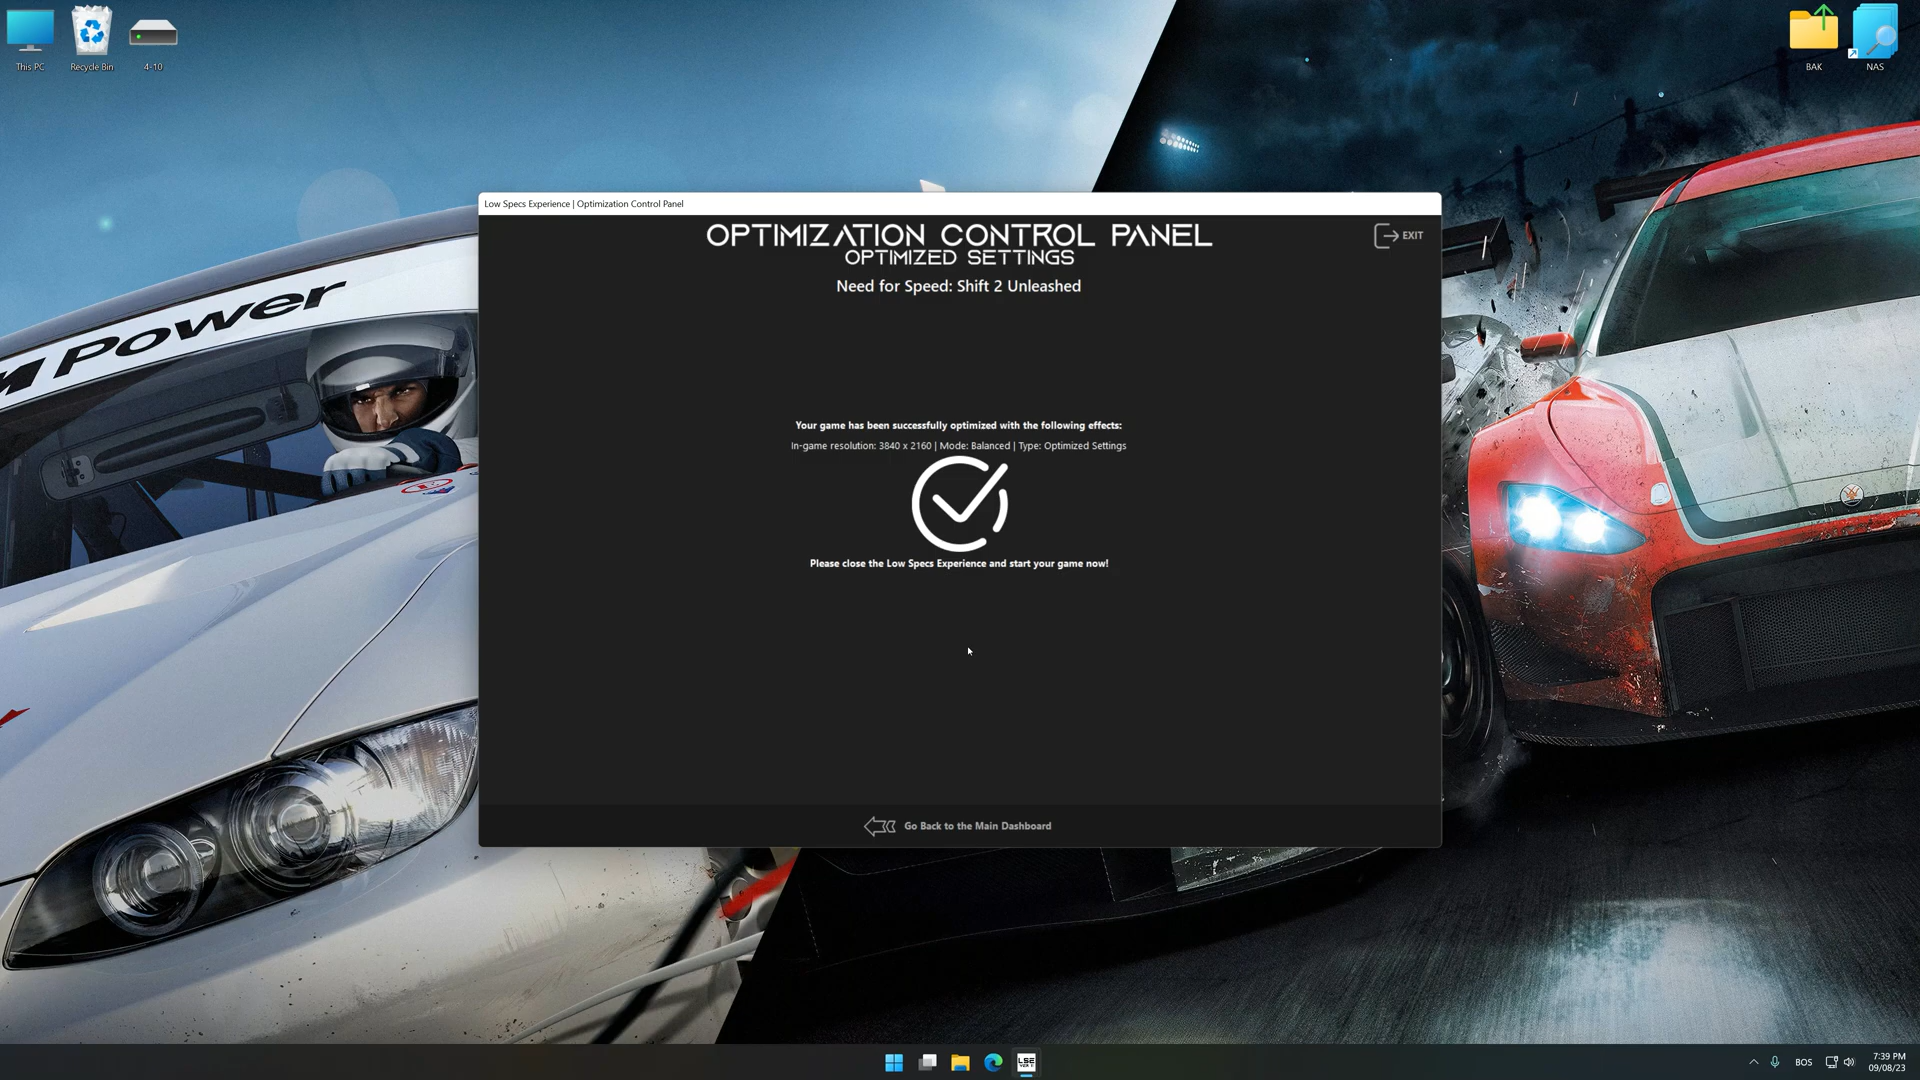 This PC
Recycle Bin
4-10
BAK
NAS
Low Specs Experience | Optimization Control Panel
OPTIMIZATION CONTROL PANEL
EXIT
OPTIMIZED SETTINGS
Need for Speed: Shift 2 Unleashed
M Power
Your game has been successfully optimized with the following effects:
In-game resolution: 3840 x 2160 | Mode: Balanced | Type: Optimized Settings
Please close the Low Specs Experience and start your game now!
Go Back to the Main Dashboard
LSE
BOS
7:39 PM
09/08/23